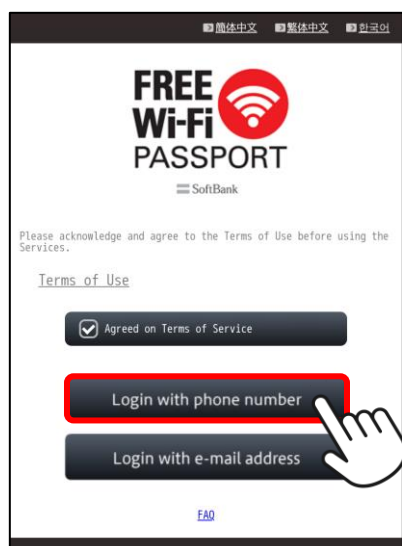 簡体中文 繁体中文 한국어
FREE
Wi-Fi
PASSPORT
SoftBank
Please acknowledge and agree to the Terms of Use before using the
Services.
Terms of Use
Agreed on Terms of Service
Login with phone number
Login with e-mail address
FAQ